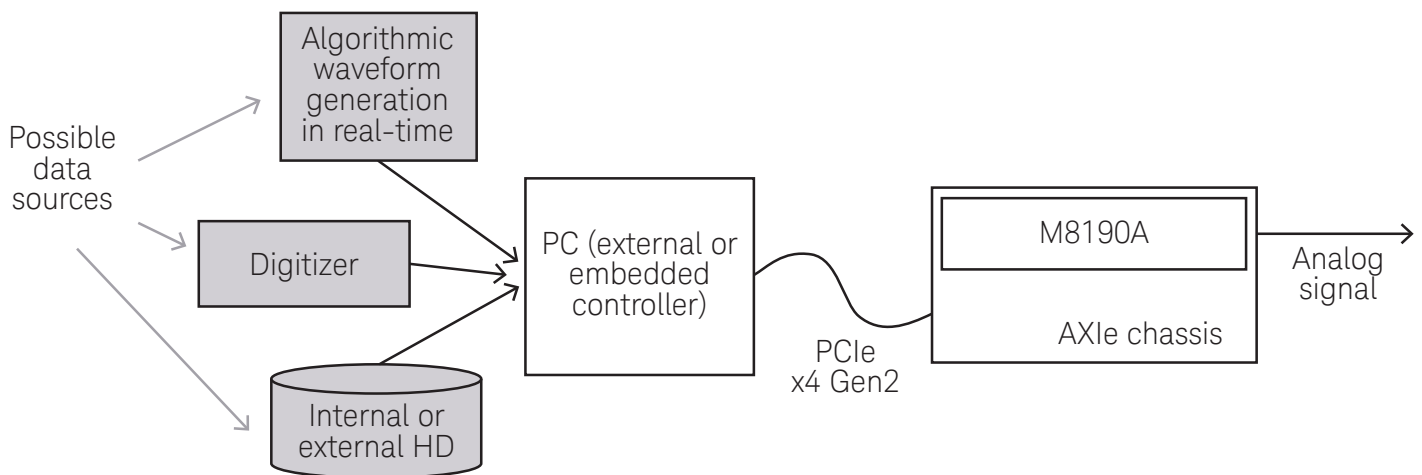 Possible
data
sources
Algorithmic
waveform
generation
in real-time
Digitizer
Internal or
external HD
PC (external or
embedded
controller)
PCIe
x4 Gen2
M8190A
AXIe chassis
Analog
signal